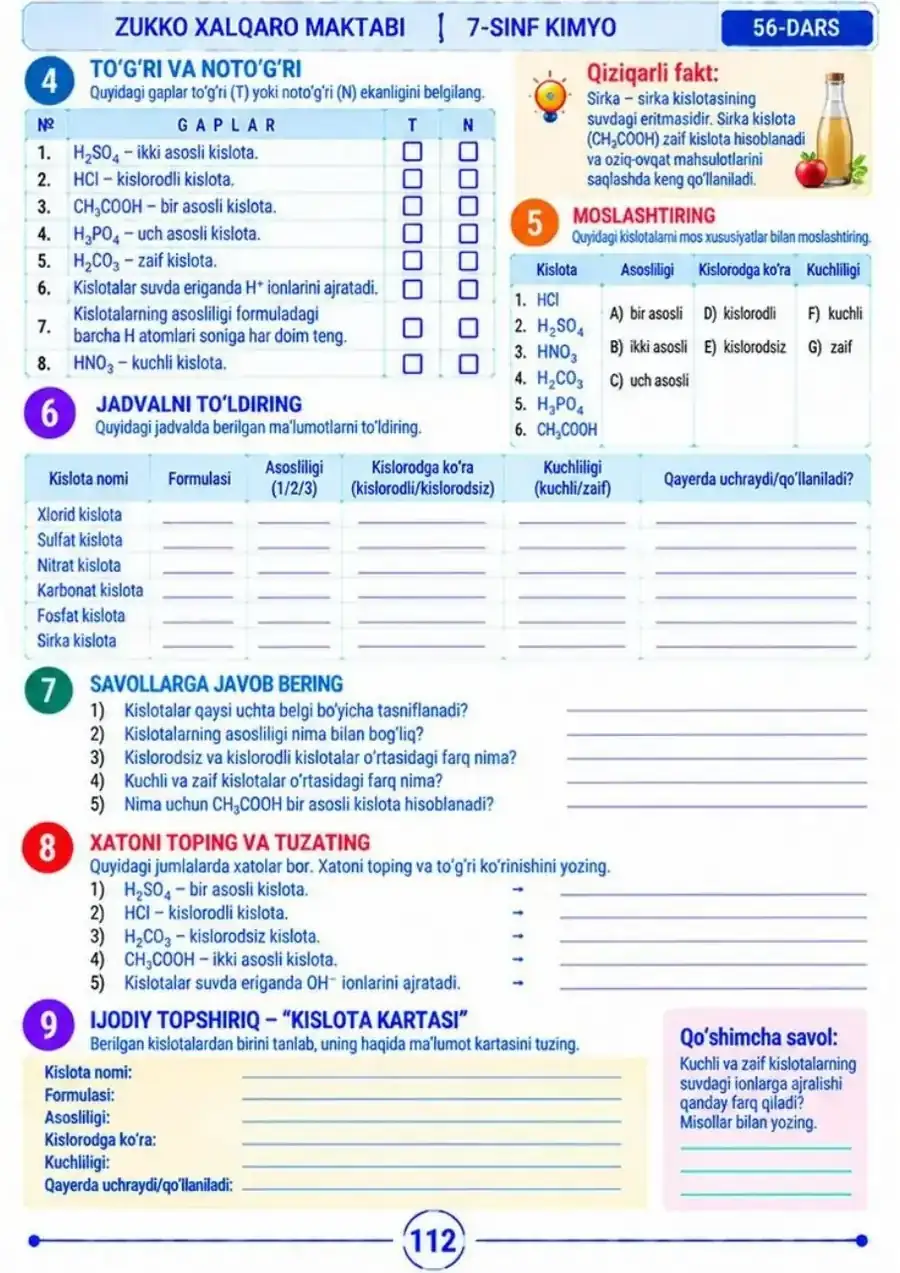 ZUKKO XALQARO MAKTABI
7-SINF KIMYO
56-DARS
4
TO‘G‘RI VA NOTO‘G‘RI
Quyidagi gaplar to‘g‘ri (T) yoki noto‘g‘ri (N) ekanligini belgilang.
№ GAPLAR T N
1. H₂SO₄ – ikki asosli kislota.
2. HCl – kislorodli kislota.
3. CH₃COOH – bir asosli kislota.
4. H₃PO₄ – uch asosli kislota.
5. H₂CO₃ – zaif kislota.
6. Kislotalar suvda eriganda H⁺ ionlarini ajratadi.
7. Kislotalarning asosliligi formuladagi
barcha H atomlari soniga har doim teng.
8. HNO₃ – kuchli kislota.
Qiziqarli fakt:
Sirka – sirka kislotasining
suvdagi eritmasidir. Sirka kislota
(CH₃COOH) zaif kislota hisoblanadi
va oziq-ovqat mahsulotlarini
saqlashda keng qo‘llaniladi.
5
MOSLASHTIRING
Quyidagi kislotalarni mos xususiyatlar bilan moslashtiring.
Kislota Asosliligi Kislorodga ko‘ra Kuchliligi
1. HCl
2. H₂SO₄
3. HNO₃
4. H₂CO₃
5. H₃PO₄
6. CH₃COOH
A) bir asosli D) kislorodli F) kuchli
B) ikki asosli E) kislorodsiz G) zaif
C) uch asosli
6
JADVALNI TO‘LDIRING
Quyidagi jadvalda berilgan ma’lumotlarni to‘ldiring.
Kislota nomi
Formulasi
Asosliligi
(1/2/3)
Kislorodga ko‘ra
(kislorodli/kislorodsiz)
Kuchliligi
(kuchli/zaif)
Qayerda uchraydi/qo‘llaniladi?
Xlorid kislota
Sulfat kislota
Nitrat kislota
Karbonat kislota
Fosfat kislota
Sirka kislota
7
SAVOLLARGA JAVOB BERING
1) Kislotalar qaysi uchta belgi bo‘yicha tasniflanadi?
2) Kislotalarning asosliligi nima bilan bog‘liq?
3) Kislorodsiz va kislorodli kislotalar o‘rtasidagi farq nima?
4) Kuchli va zaif kislotalar o‘rtasidagi farq nima?
5) Nima uchun CH₃COOH bir asosli kislota hisoblanadi?
8
XATONI TOPING VA TUZATING
Quyidagi jumlalarda xatolar bor. Xatoni toping va to‘g‘ri ko‘rinishini yozing.
1) H₂SO₄ – bir asosli kislota. →
2) HCl – kislorodli kislota. →
3) H₂CO₃ – kislorodsiz kislota. →
4) CH₃COOH – ikki asosli kislota. →
5) Kislotalar suvda eriganda OH⁻ ionlarini ajratadi. →
9
IJODIY TOPSHIRIQ – “KISLOTA KARTASI”
Berilgan kislotalardan birini tanlab, uning haqida ma’lumot kartasini tuzing.
Kislota nomi:
Formulasi:
Asosliligi:
Kislorodga ko‘ra:
Kuchliligi:
Qayerda uchraydi/qo‘llaniladi:
Qo‘shimcha savol:
Kuchli va zaif kislotalarning
suvdagi ionlarga ajralishi
qanday farq qiladi?
Misollar bilan yozing.
112